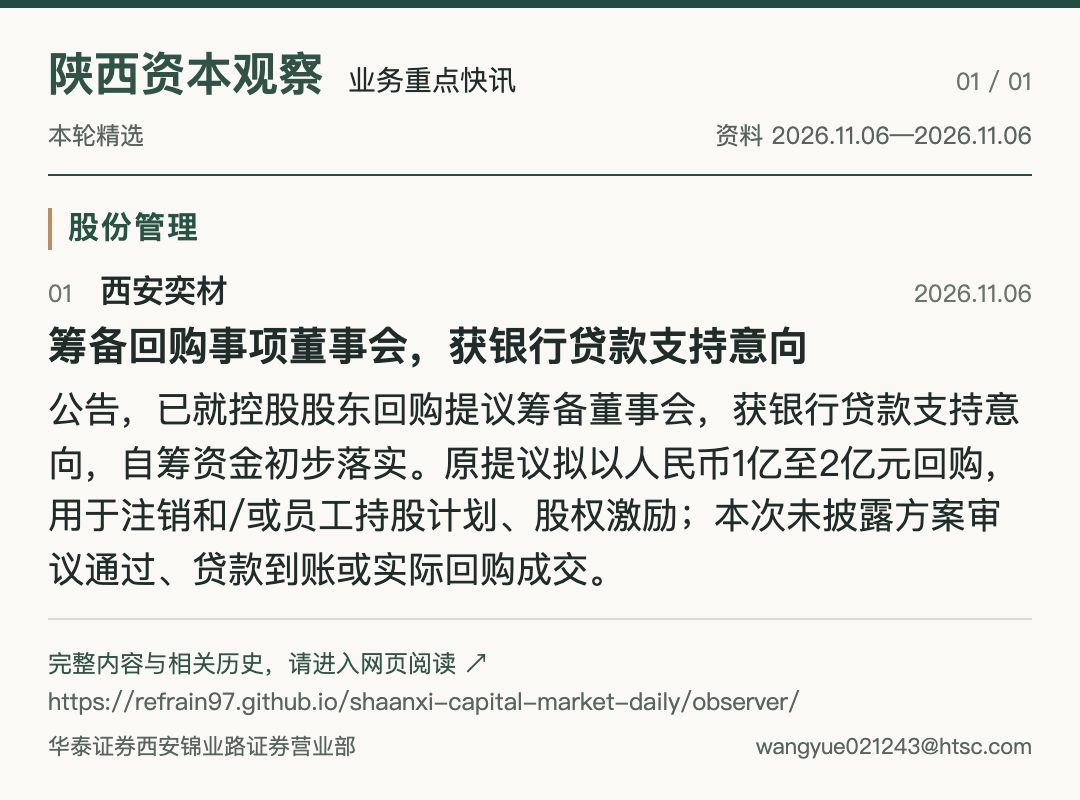 陕西资本观察 业务重点快讯 01 / 01
本轮精选 资料 2026.11.06—2026.11.06
股份管理
01 西安奕材 2026.11.06
筹备回购事项董事会，获银行贷款支持意向
公告，已就控股股东回购提议筹备董事会，获银行贷款支持意
向，自筹资金初步落实。原提议拟以人民币1亿至2亿元回购，
用于注销和/或员工持股计划、股权激励；本次未披露方案审
议通过、贷款到账或实际回购成交。
完整内容与相关历史，请进入网页阅读 ↗
https://refrain97.github.io/shaanxi-capital-market-daily/observer/
华泰证券西安锦业路证券营业部 wangyue021243@htsc.com